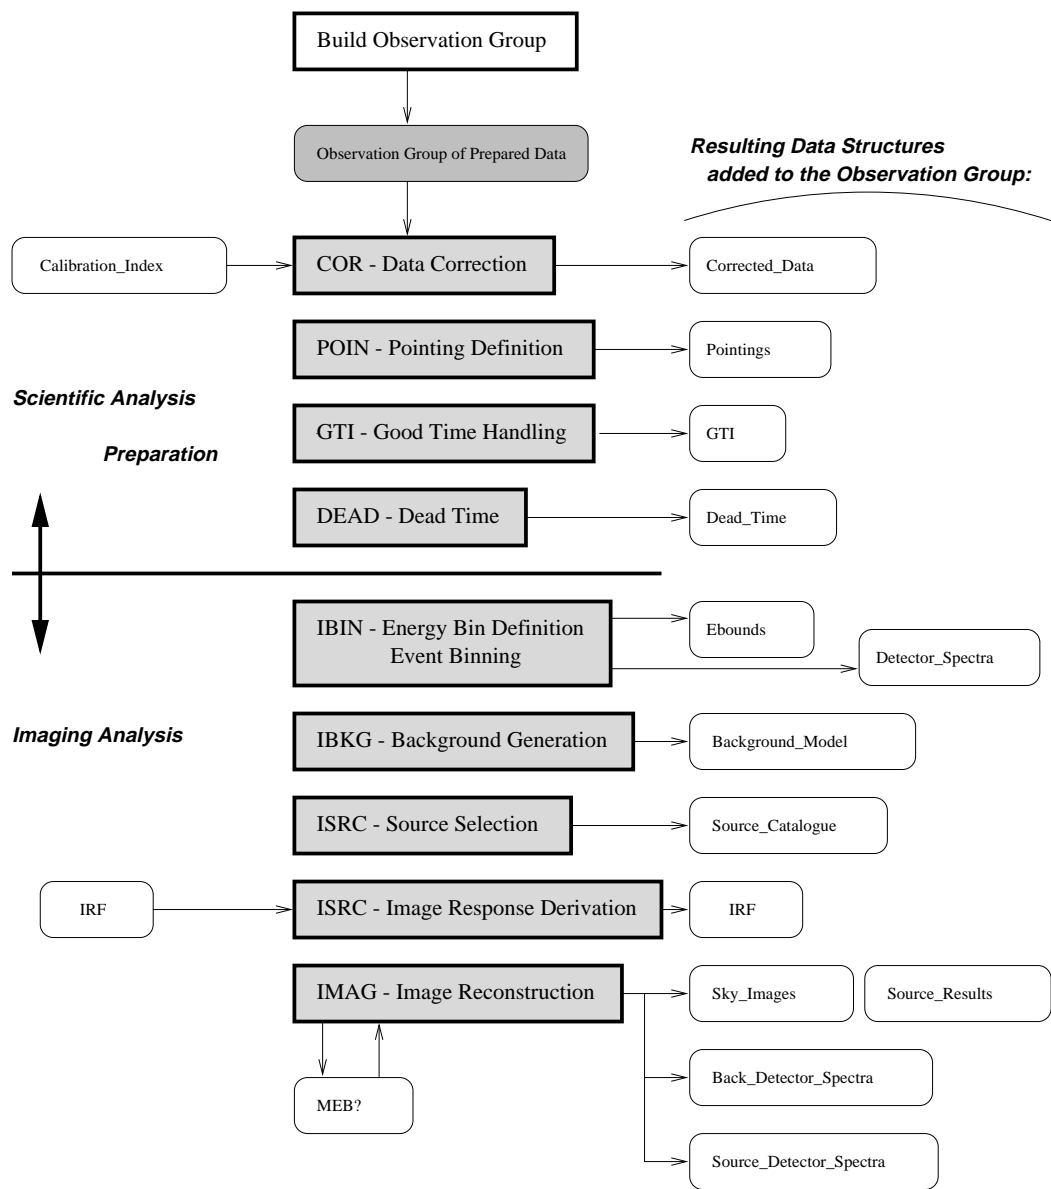 Build Observation Group
Observation Group of Prepared Data
Resulting Data Structures
added to the Observation Group:
Calibration_Index
COR - Data Correction
Corrected_Data
POIN - Pointing Definition
Pointings
Scientific Analysis
Preparation
GTI - Good Time Handling
GTI
DEAD - Dead Time
Dead_Time
IBIN - Energy Bin Definition
Event Binning
Ebounds
Detector_Spectra
Imaging Analysis
IBKG - Background Generation
Background_Model
ISRC - Source Selection
Source_Catalogue
IRF
ISRC - Image Response Derivation
IRF
IMAG - Image Reconstruction
Sky_Images
Source_Results
MEB?
Back_Detector_Spectra
Source_Detector_Spectra